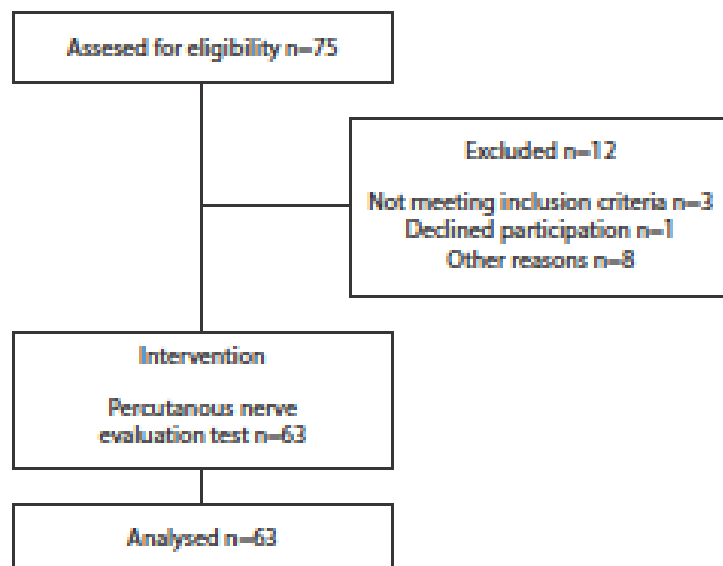 Assesed for eligibility n=75
Excluded n=12
Not meeting inclusion criteria n=3
Declined participation n=1
Other reasons n=8
Intervention
Percutanous nerve
evaluation test n=63
Analysed n=63